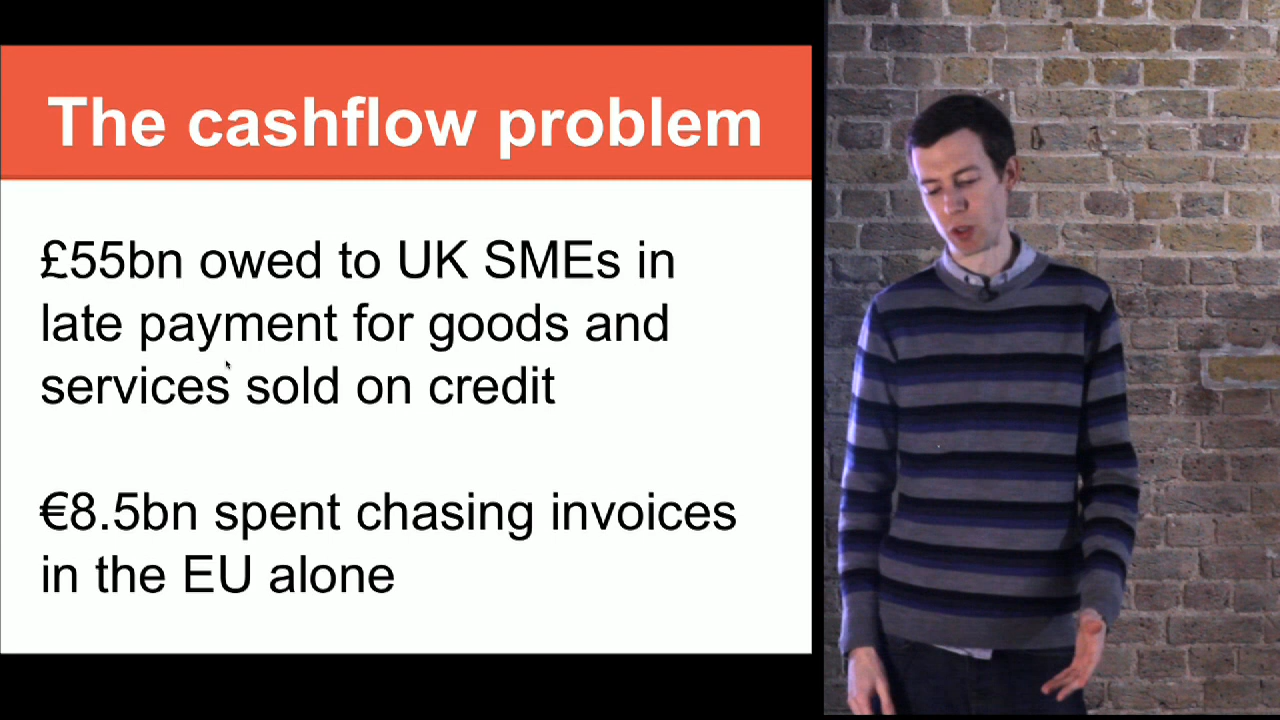 The cashflow problem
£55bn owed to UK SMEs in
late payment for goods and
services sold on credit
€8.5bn spent chasing invoices
in the EU alone